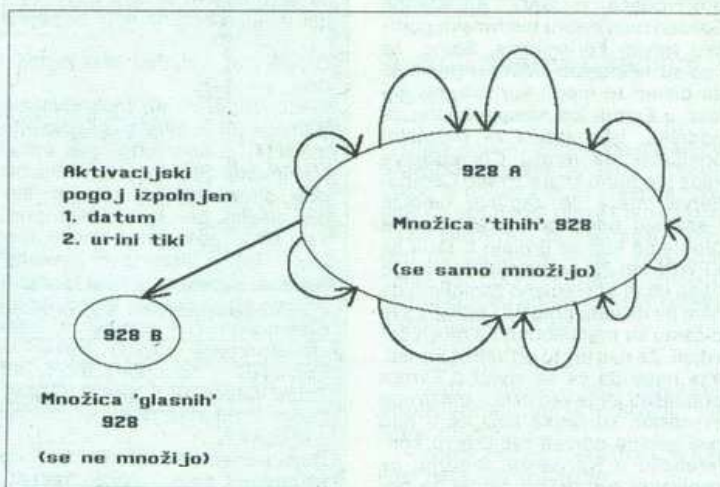 Aktivacijski
pogoj izpolnjen
1. datum
2. urini tiki
928 A
Množica 'tihih' 928
(se samo množijo)
928 B
Množica 'glasnih'
928
(se ne množijo)